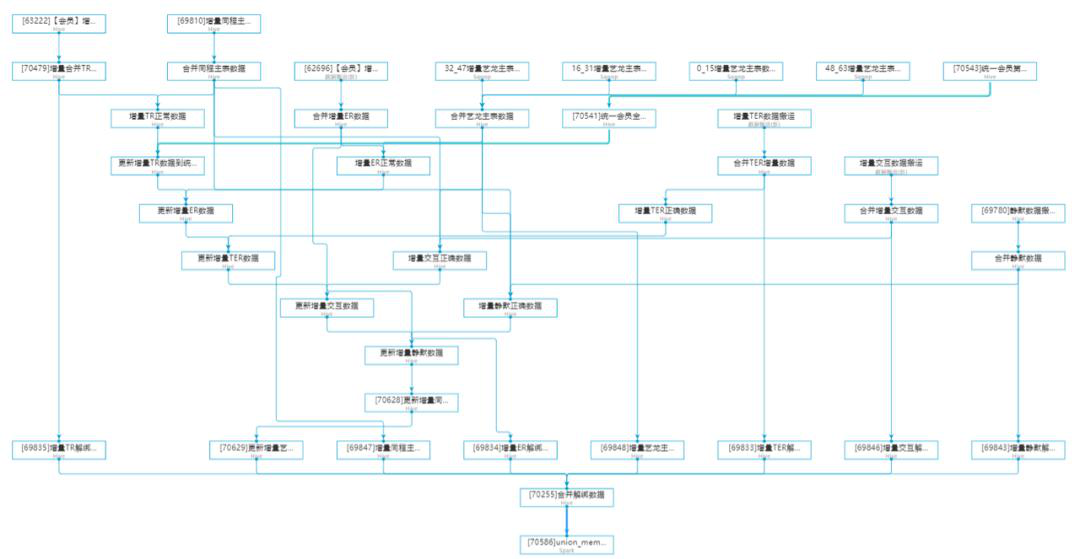 [63222]【会员】增...
Hive
[69810]增量同程主...
Hive
[70479]增量合并TR...
Hive
合并同程主表数据
Hive
[62696]【会员】增...
32_47增量艺龙主表...
Sqoop
16_31增量艺龙主表...
Sqoop
0_15增量艺龙主表数...
Sqoop
48_63增量艺龙主表...
Sqoop
[70543]统一会员第...
Hive
增量TR正常数据
Hive
合并增量ER数据
Hive
合并艺龙主表数据
Hive
[70541]统一会员全...
Hive
增量TER数据搬运
更新增量TR数据到统...
Hive
增量ER正常数据
Hive
合并TER增量数据
Hive
增量交互数据搬运
更新增量ER数据
Hive
增量TER正确数据
Hive
合并增量交互数据
Hive
[69780]静默数据搬...
Hive
更新增量TER数据
Hive
增量交互正确数据
Hive
合并静默数据
Hive
更新增量交互数据
Hive
增量静默正确数据
Hive
更新增量静默数据
Hive
[70628]更新增量同...
Hive
[69835]增量TR解绑...
Hive
[70629]更新增量艺...
Hive
[69847]增量同程主...
Hive
[69834]增量ER解绑...
Hive
[69848]增量艺龙主...
Hive
[69833]增量TER解...
Hive
[69846]增量交互解...
Hive
[69843]增量静默解...
Hive
[70255]合并解绑数据
Hive
[70586]union_mem...
Spark